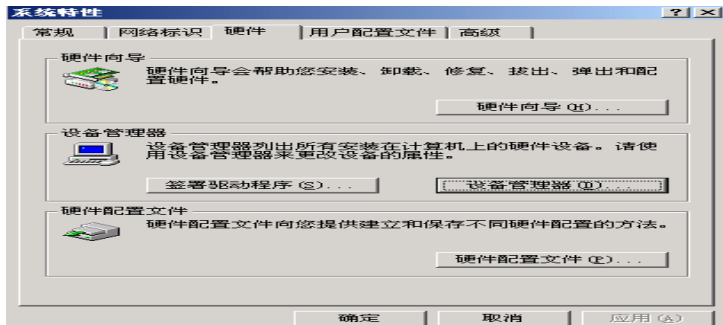 系统特性
常规 网络标识 硬件 用户配置文件 高级
硬件向导
硬件向导会帮助您安装、卸载、修复、拔出、弹出和配
置硬件。
硬件向导(H)...
设备管理器
设备管理器列出所有安装在计算机上的硬件设备。请使
用设备管理器来更改设备的属性。
签署驱动程序(S)... 设备管理器(D)...
硬件配置文件
硬件配置文件向您提供建立和保存不同硬件配置的方法。
硬件配置文件(P)...
确定 取消 应用(A)